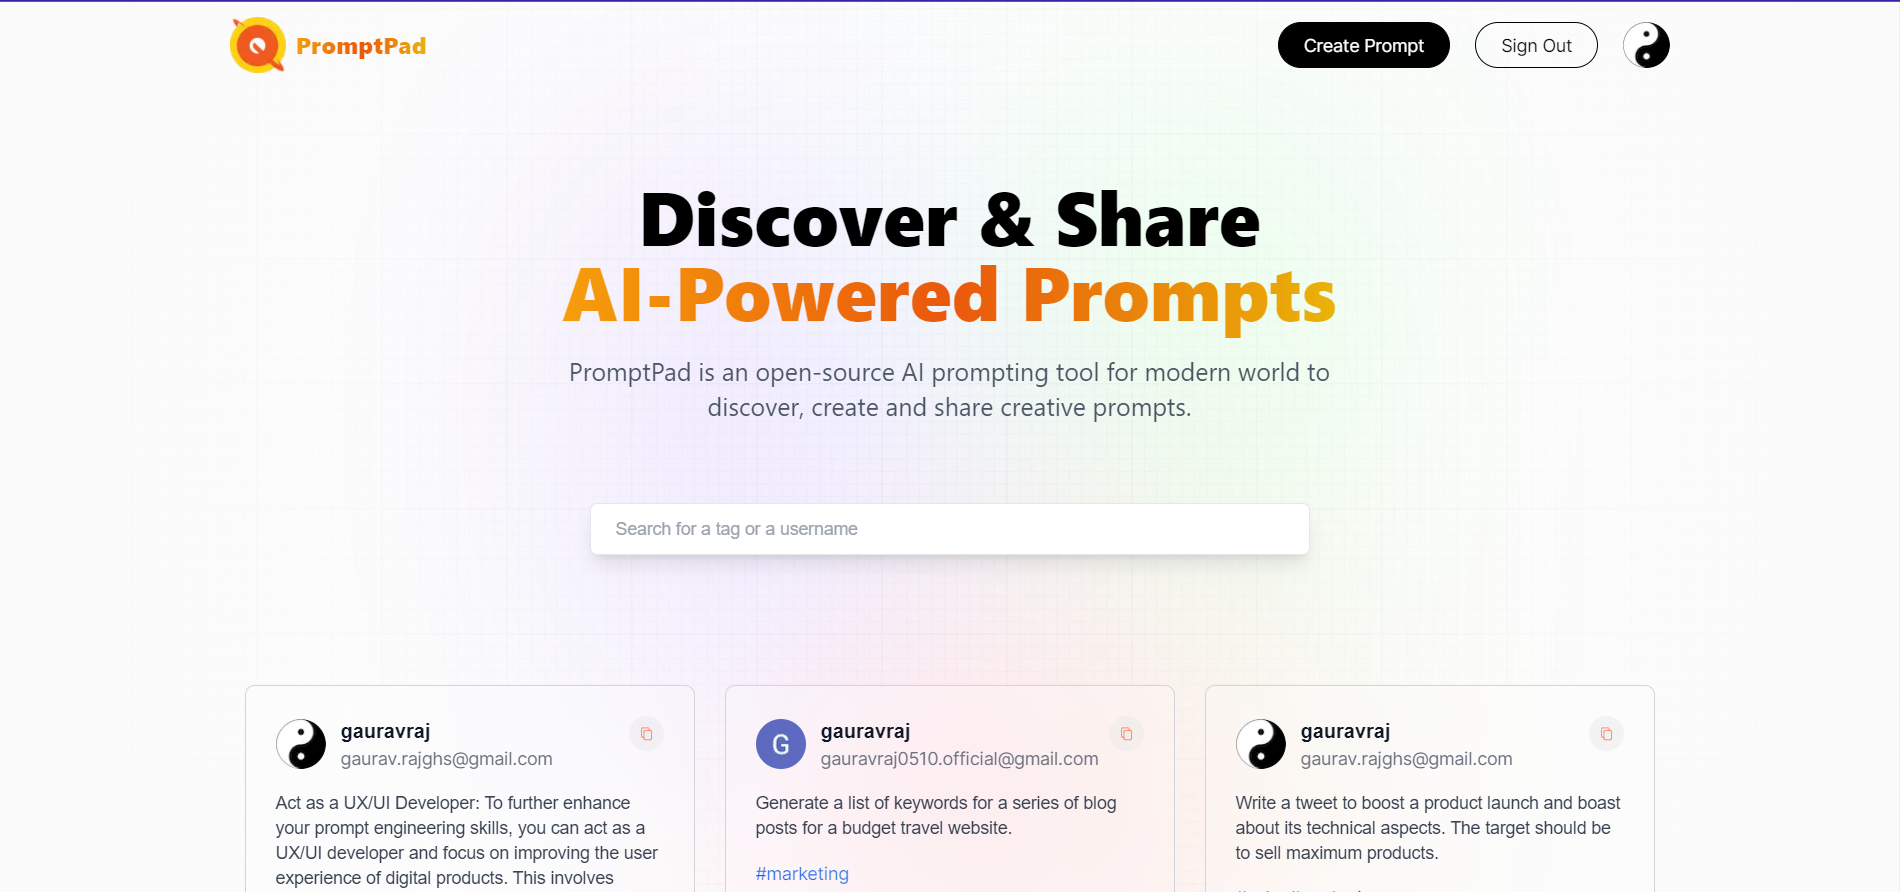 PromptPad
Create Prompt
Sign Out
Discover & Share
AI-Powered Prompts
PromptPad is an open-source AI prompting tool for modern world to
discover, create and share creative prompts.
Search for a tag or a username
gauravraj
gaurav.rajghs@gmail.com
Act as a UX/UI Developer: To further enhance
your prompt engineering skills, you can act as a
UX/UI developer and focus on improving the user
experience of digital products. This involves
G
gauravraj
gauravraj0510.official@gmail.com
Generate a list of keywords for a series of blog
posts for a budget travel website.
#marketing
gauravraj
gaurav.rajghs@gmail.com
Write a tweet to boost a product launch and boast
about its technical aspects. The target should be
to sell maximum products.